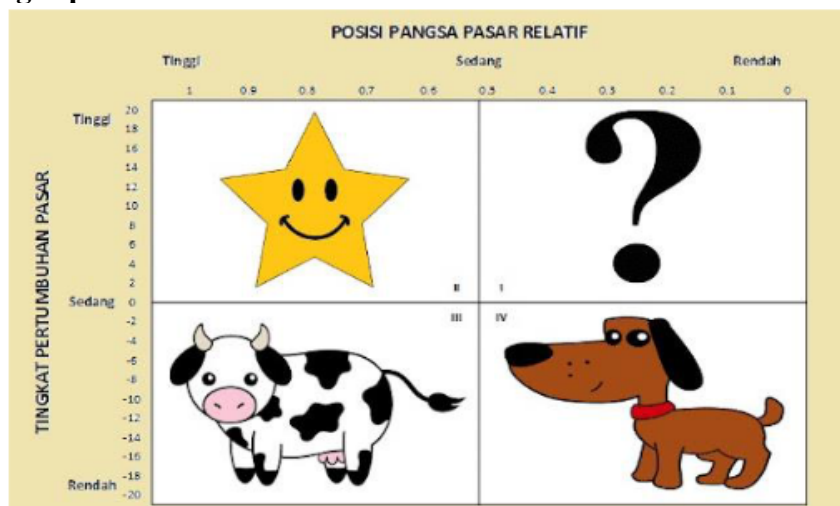 POSISI PANGSA PASAR RELATIF
Tinggi Sedang Rendah
1 0.9 0.8 0.7 0.6 0.5 0.4 0.3 0.2 0.1 0
TINGKAT PERTUMBUHAN PASAR
Tinggi
20
18
16
14
12
10
8
6
4
2
II I
Sedang 0
-2
III IV
-4
-6
-8
-10
-12
-14
-16
-18
Rendah -20